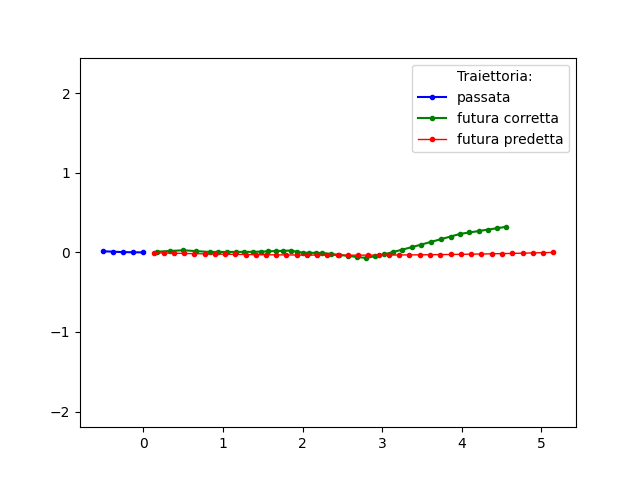 Traiettoria:
passata
futura corretta
futura predetta
2
1
0
−1
−2
0 1 2 3 4 5